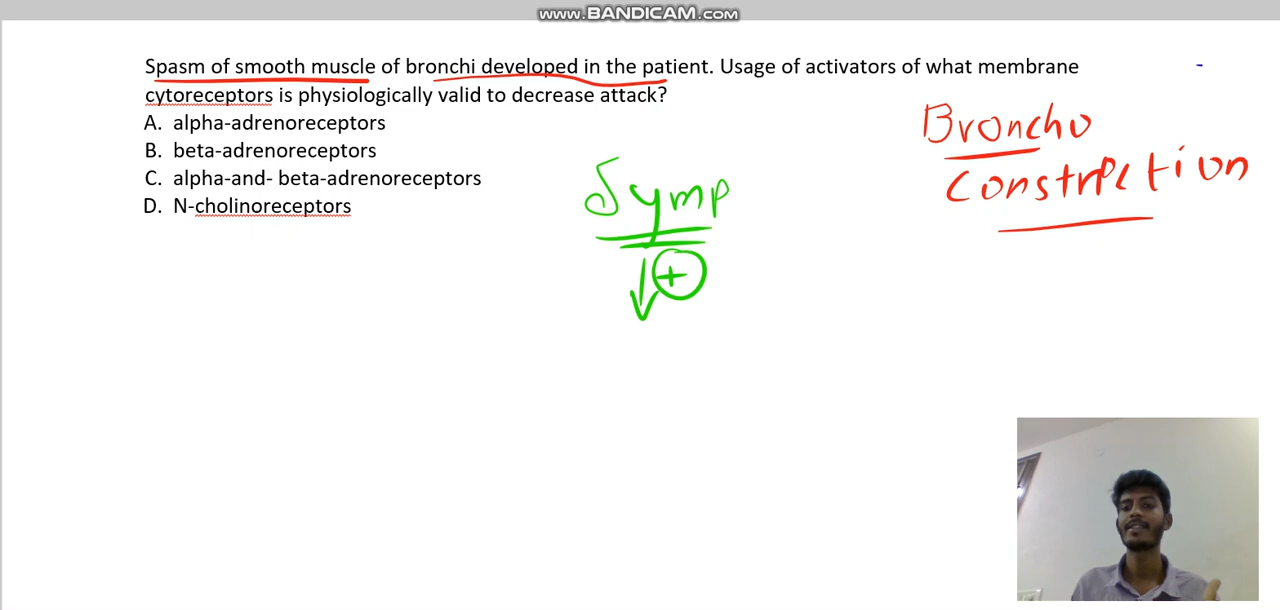 www.BANDICAM.com
Spasm of smooth muscle of bronchi developed in the patient. Usage of activators of what membrane
cytoreceptors is physiologically valid to decrease attack?
A. alpha-adrenoreceptors
B. beta-adrenoreceptors
C. alpha-and- beta-adrenoreceptors
D. N-cholinoreceptors
Broncho
Constriction
Symp
+